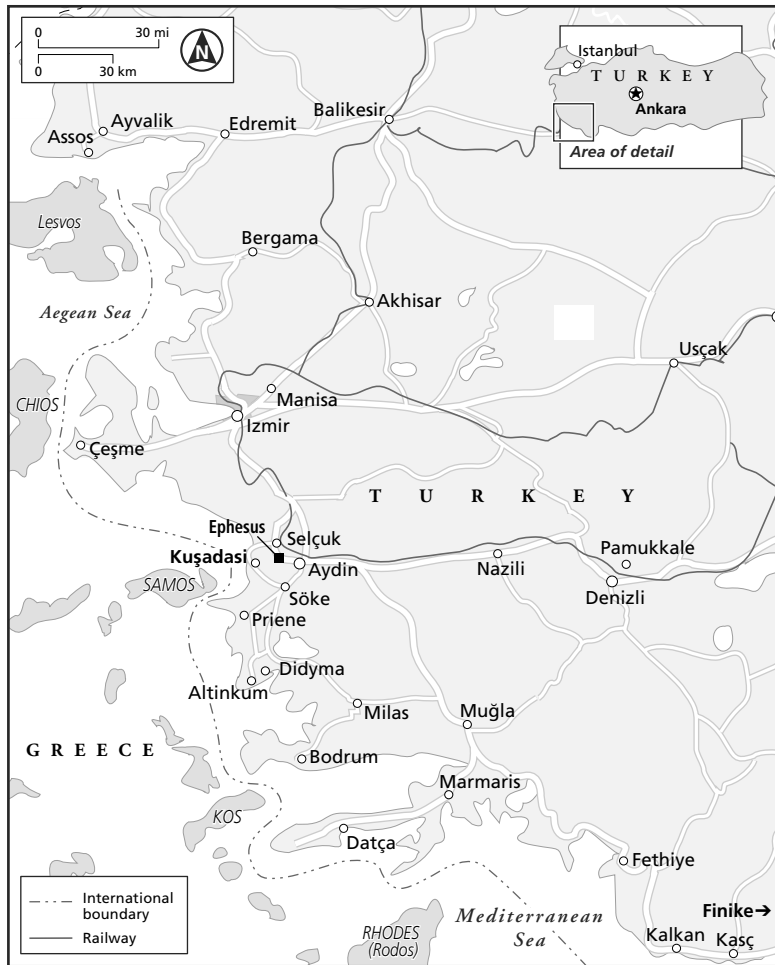 0 30 mi
N
0 30 km
Istanbul
TURKEY
Ankara
Area of detail
Balikesir
Ayvalik
Edremit
Assos
Lesvos
Bergama
Aegean Sea
Akhisar
Usçak
CHIOS
Manisa
Izmir
Çeşme
TURKEY
Ephesus
Selçuk
Kuşadasi
Aydin
Nazili
Pamukkale
SAMOS
Söke
Denizli
Priene
Didyma
Altinkum
Milas
Muğla
GREECE
Bodrum
Marmaris
KOS
Datça
Fethiye
International
boundary
Railway
Mediterranean
Sea
RHODES
(Rodos)
Finike
Kalkan
Kasç